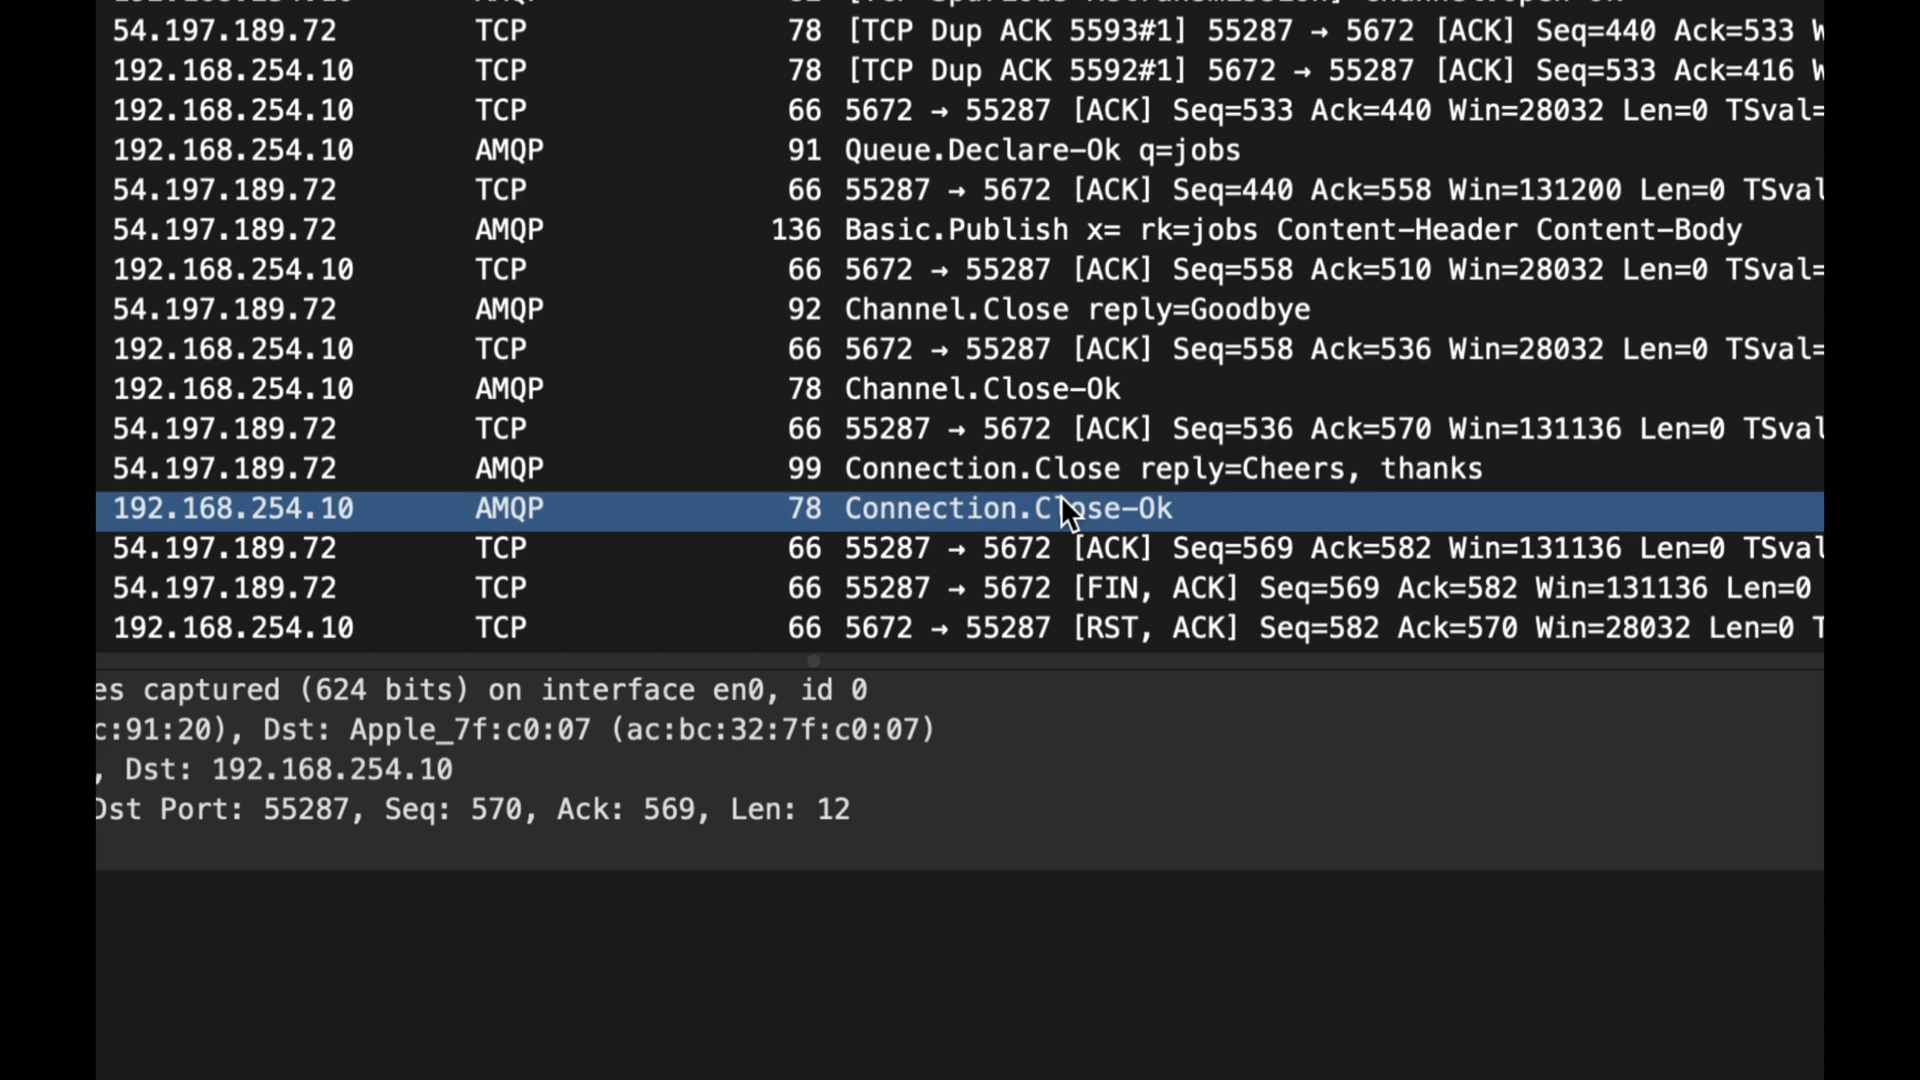 54.197.189.72 TCP 78 [TCP Dup ACK 5593#1] 55287 → 5672 [ACK] Seq=440 Ack=533 W
192.168.254.10 TCP 78 [TCP Dup ACK 5592#1] 5672 → 55287 [ACK] Seq=533 Ack=416 W
192.168.254.10 TCP 66 5672 → 55287 [ACK] Seq=533 Ack=440 Win=28032 Len=0 TSval=
192.168.254.10 AMQP 91 Queue.Declare-Ok q=jobs
54.197.189.72 TCP 66 55287 → 5672 [ACK] Seq=440 Ack=558 Win=131200 Len=0 TSval
54.197.189.72 AMQP 136 Basic.Publish x= rk=jobs Content-Header Content-Body
192.168.254.10 TCP 66 5672 → 55287 [ACK] Seq=558 Ack=510 Win=28032 Len=0 TSval=
54.197.189.72 AMQP 92 Channel.Close reply=Goodbye
192.168.254.10 TCP 66 5672 → 55287 [ACK] Seq=558 Ack=536 Win=28032 Len=0 TSval=
192.168.254.10 AMQP 78 Channel.Close-Ok
54.197.189.72 TCP 66 55287 → 5672 [ACK] Seq=536 Ack=570 Win=131136 Len=0 TSval
54.197.189.72 AMQP 99 Connection.Close reply=Cheers, thanks
192.168.254.10 AMQP 78 Connection.Close-Ok
54.197.189.72 TCP 66 55287 → 5672 [ACK] Seq=569 Ack=582 Win=131136 Len=0 TSval
54.197.189.72 TCP 66 55287 → 5672 [FIN, ACK] Seq=569 Ack=582 Win=131136 Len=0
192.168.254.10 TCP 66 5672 → 55287 [RST, ACK] Seq=582 Ack=570 Win=28032 Len=0 T
es captured (624 bits) on interface en0, id 0
c:91:20), Dst: Apple_7f:c0:07 (ac:bc:32:7f:c0:07)
, Dst: 192.168.254.10
Dst Port: 55287, Seq: 570, Ack: 569, Len: 12